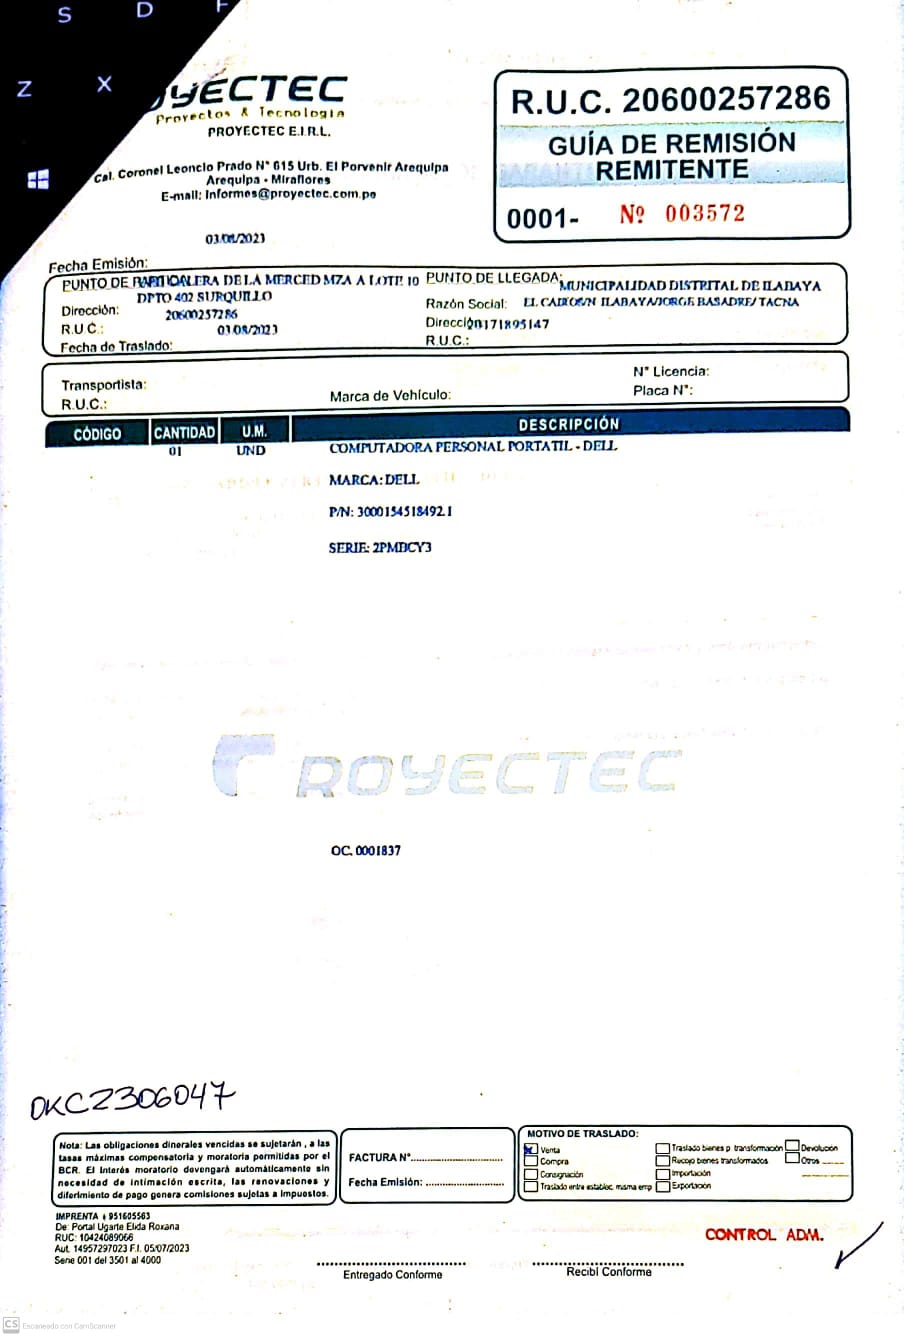 S D F
Z X
OYECTEC
Proyectos & Tecnología
PROYECTEC E.I.R.L.
Cal. Coronel Leoncio Prado N° 615 Urb. El Porvenir Arequipa
Arequipa - Miraflores
E-mail: informes@proyectec.com.pe
R.U.C. 20600257286
GUÍA DE REMISIÓN
REMITENTE
0001- Nº 003572
03/08/2023
Fecha Emisión:
PUNTO DE CALERA DE LA MERCED MZA A LOTE 10
DPTO 402 SURQUILLO
Dirección:
20600257286
R.U.C.:
03/08/2023
Fecha de Traslado:
PUNTO DE LLEGADA:
MUNICIPALIDAD DISTRITAL DE ILABAYA
Razón Social: ILABAYA/JORGE BASADRE/ TACNA
Dirección 171895147
R.U.C.:
Transportista:
R.U.C.:
Marca de Vehículo:
N° Licencia:
Placa N°:
CÓDIGO CANTIDAD U.M. DESCRIPCIÓN
01 UND COMPUTADORA PERSONAL PORTATIL - DELL
MARCA: DELL
P/N: 3000154518492.1
SERIE: 2PMDCY3
ROYECTEC
OC. 0001837
OKC2306047
Nota: Las obligaciones dinerales vencidas se sujetarán , a las
tasas máximas compensatoria y moratoria permitidas por el
BCR. El Interés moratorio devengará automáticamente sin
necesidad de intimación escrita, las renovaciones y
diferimiento de pago genera comisiones sujetas a impuestos.
FACTURA N°
Fecha Emisión:
MOTIVO DE TRASLADO:
Venta Traslado bienes p. transformación Devolución
Compra Recojo bienes transformados Otros
Consignación Importación
Traslado entre establec. misma emp Exportación
IMPRENTA 951605563
De: Portal Ugarte Elida Roxana
RUC: 10424089066
Aut. 14957297023 F.I. 05/07/2023
Serie 001 del 3501 al 4000
CONTROL ADM.
Entregado Conforme
Recibí Conforme
CS Escaneado con CamScanner